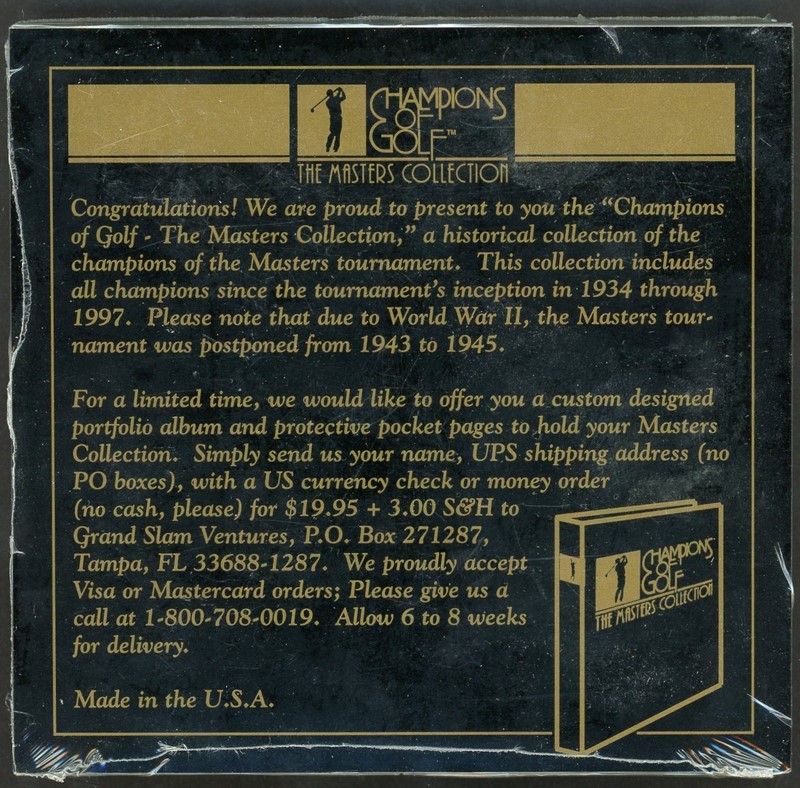 CHAMPIONS
OF
GOLF™
THE MASTERS COLLECTION
Congratulations! We are proud to present to you the “Champions
of Golf - The Masters Collection,” a historical collection of the
champions of the Masters tournament. This collection includes
all champions since the tournament’s inception in 1934 through
1997. Please note that due to World War II, the Masters tour-
nament was postponed from 1943 to 1945.
For a limited time, we would like to offer you a custom designed
portfolio album and protective pocket pages to hold your Masters
Collection. Simply send us your name, UPS shipping address (no
PO boxes), with a US currency check or money order
(no cash, please) for $19.95 + 3.00 S&H to
Grand Slam Ventures, P.O. Box 271287,
Tampa, FL 33688-1287. We proudly accept
Visa or Mastercard orders; Please give us a
call at 1-800-708-0019. Allow 6 to 8 weeks
for delivery.
Made in the U.S.A.
CHAMPIONS
OF
GOLF
THE MASTERS COLLECTION